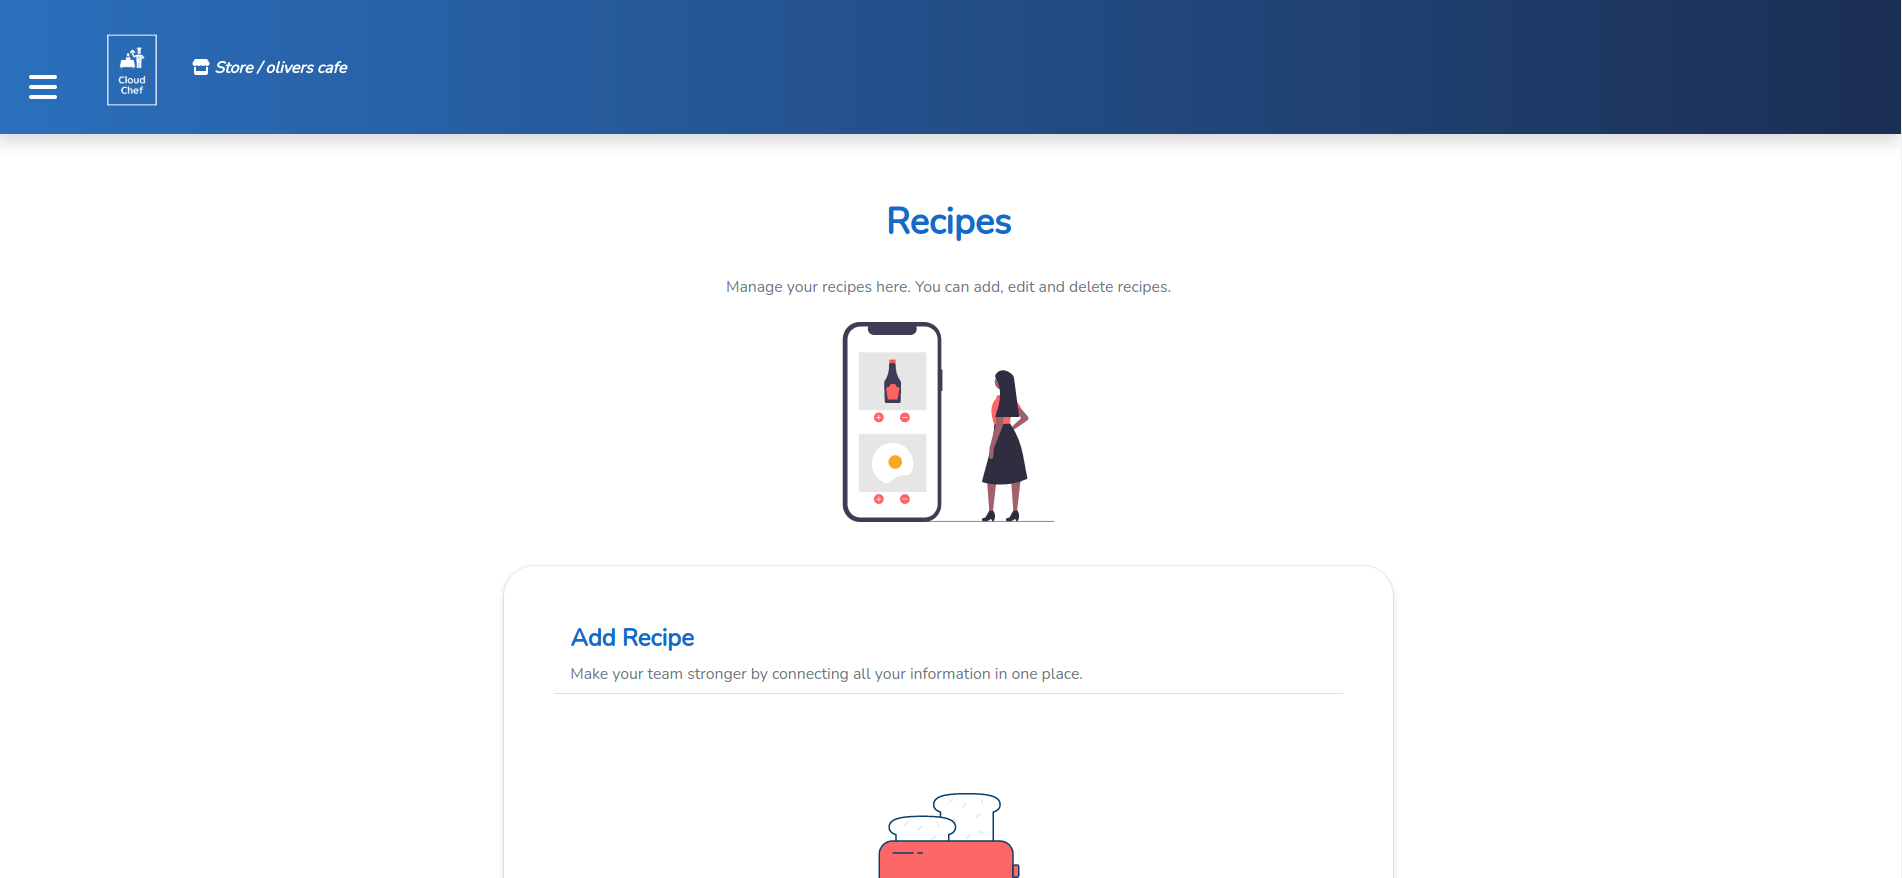 Cloud
Chef
Store / olivers cafe
Recipes
Manage your recipes here. You can add, edit and delete recipes.
Add Recipe
Make your team stronger by connecting all your information in one place.